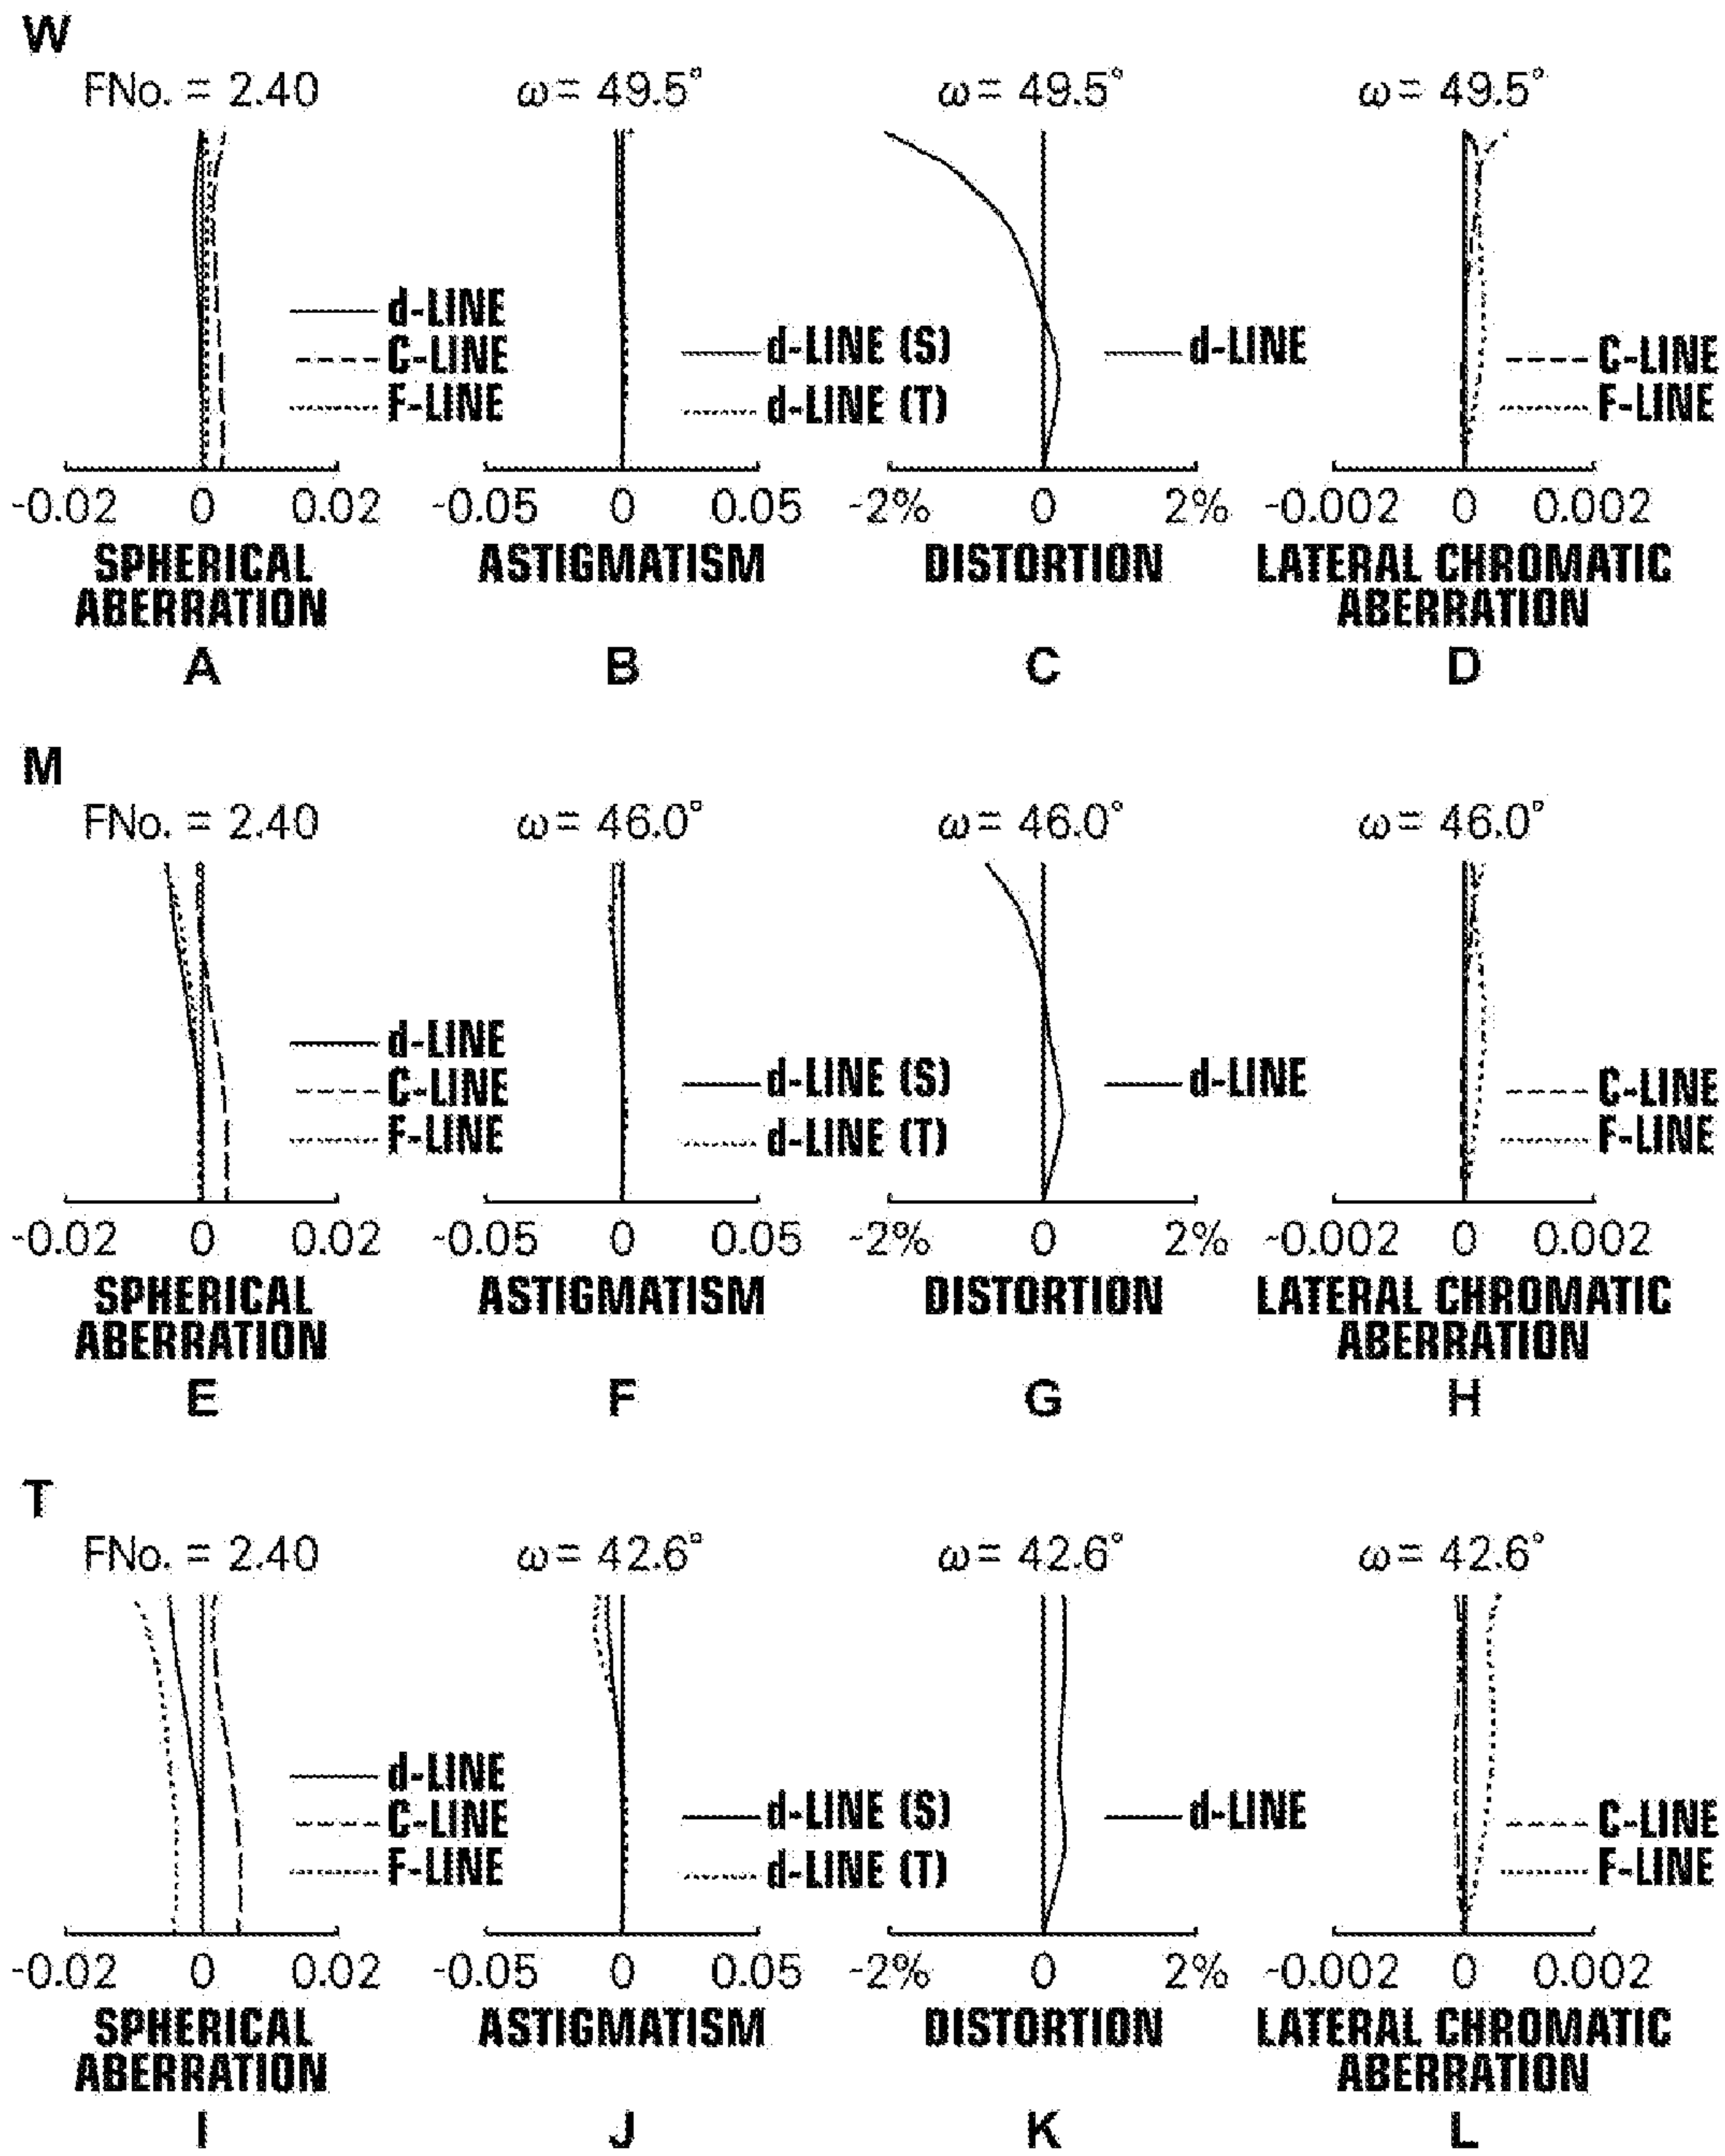 W
FNo. = 2.40 ω = 49.5° ω = 49.5° ω = 49.5°
d-LINE
C-LINE
F-LINE
d-LINE (S)
d-LINE (T)
d-LINE
C-LINE
F-LINE
-0.02 0 0.02 -0.05 0 0.05 -2% 0 2% -0.002 0 0.002
SPHERICAL ABERRATION
ASTIGMATISM
DISTORTION
LATERAL CHROMATIC ABERRATION
A B C D
M
FNo. = 2.40 ω = 46.0° ω = 46.0° ω = 46.0°
d-LINE
C-LINE
F-LINE
d-LINE (S)
d-LINE (T)
d-LINE
C-LINE
F-LINE
-0.02 0 0.02 -0.05 0 0.05 -2% 0 2% -0.002 0 0.002
SPHERICAL ABERRATION
ASTIGMATISM
DISTORTION
LATERAL CHROMATIC ABERRATION
E F G H
T
FNo. = 2.40 ω = 42.6° ω = 42.6° ω = 42.6°
d-LINE
C-LINE
F-LINE
d-LINE (S)
d-LINE (T)
d-LINE
C-LINE
F-LINE
-0.02 0 0.02 -0.05 0 0.05 -2% 0 2% -0.002 0 0.002
SPHERICAL ABERRATION
ASTIGMATISM
DISTORTION
LATERAL CHROMATIC ABERRATION
I J K L